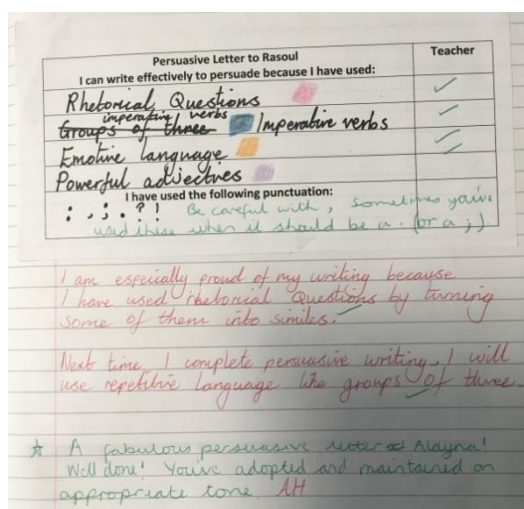 Persuasive Letter to Rasoul
Teacher
I can write effectively to persuade because I have used:
Rhetorical Questions
imperative verbs
Groups of three Imperative verbs
Emotive language
Powerful adjectives
I have used the following punctuation:
: , ; . ? ! Be careful with , sometimes you've
used these when it should be a . (or a ;)
I am especially proud of my writing because
I have used rhetorical Questions by turning
some of them into similes.
Next time, I complete persuasive writing, I will
use repetitive language like groups of three.
A fabulous persuasive letter Alayna!
Well done! You've adopted and maintained an
appropriate tone. AH